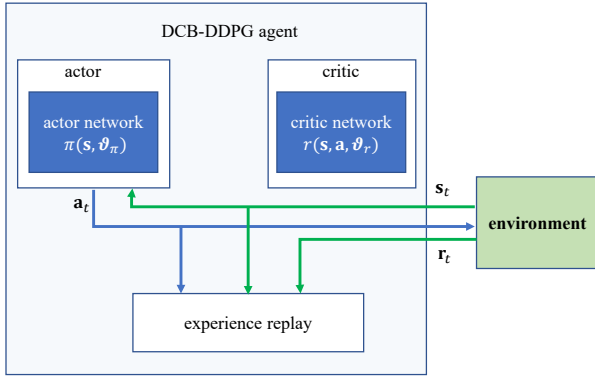 DCB-DDPG agent
actor
critic
actor network
π(s, ϑ_π)
critic network
r(s, a, ϑ_r)
s_t
a_t
environment
r_t
experience replay